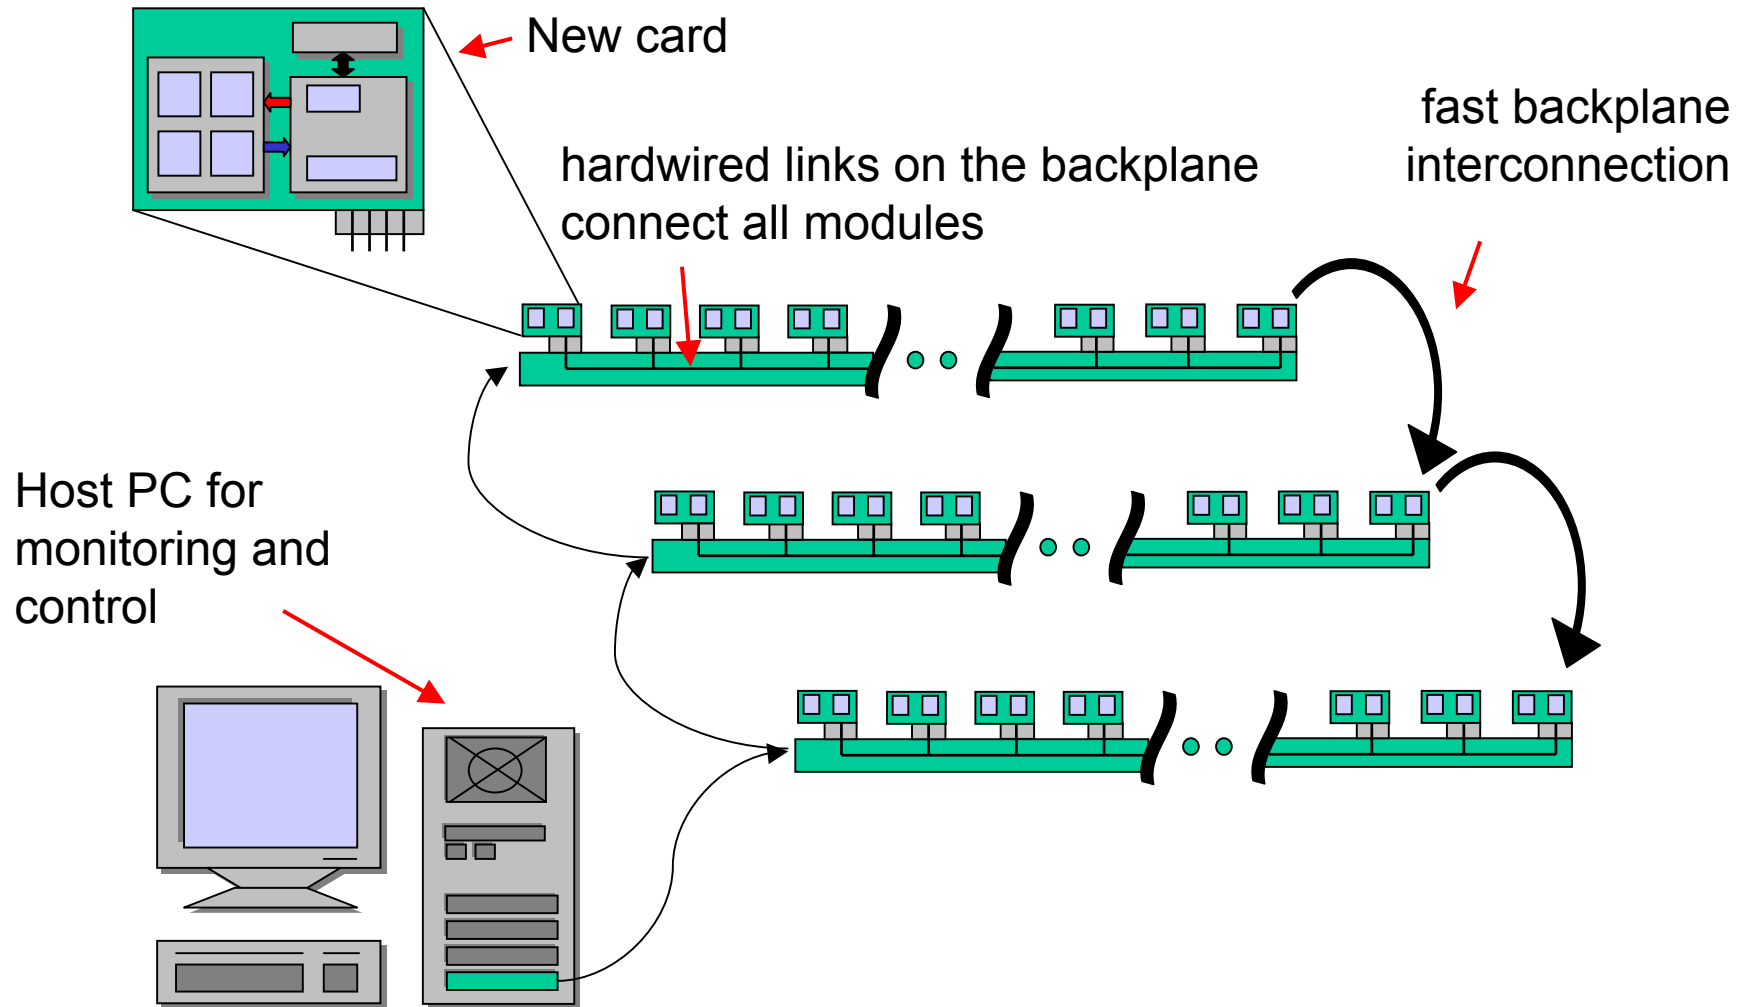 New card
fast backplane
interconnection
hardwired links on the backplane
connect all modules
Host PC for
monitoring and
control